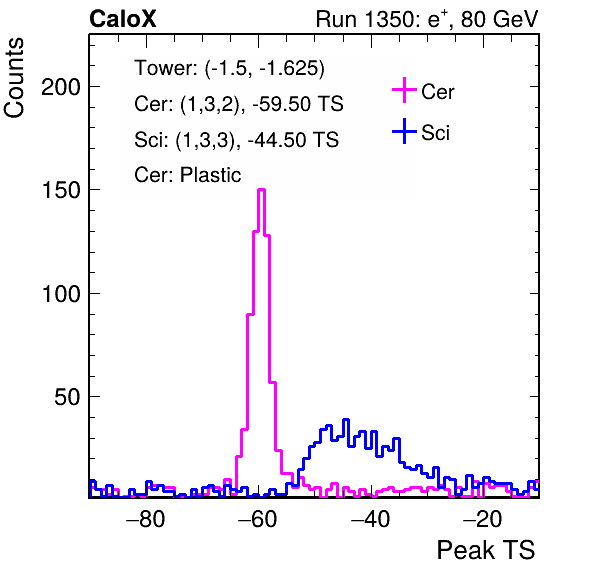 CaloX Run 1350: e⁺, 80 GeV
Counts
Tower: (-1.5, -1.625)
Cer: (1,3,2), -59.50 TS
Sci: (1,3,3), -44.50 TS
Cer: Plastic
Cer
Sci
200
150
100
50
−80 −60 −40 −20
Peak TS